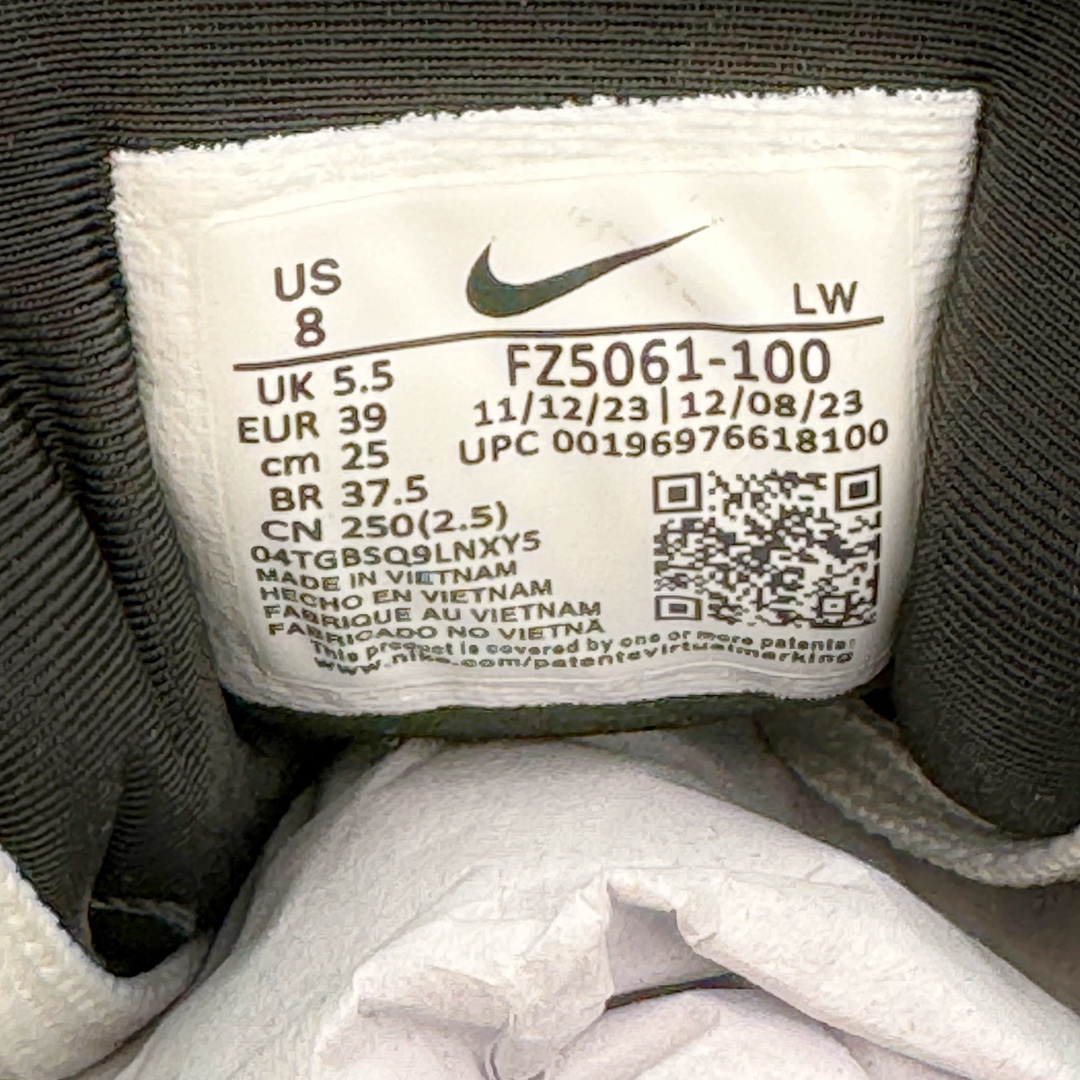 US
8
LW
UK 5.5
EUR 39
cm 25
BR 37.5
CN 250(2.5)
FZ5061-100
11/12/23|12/08/23
UPC 00196976618100
04TGBSQ9LNXY5
MADE IN VIETNAM
HECHO EN VIETNAM
FABRIQUE AU VIETNAM
FABRICADO NO VIETNA
This product is covered by one or more patents:
www.nike.com/patentsvirtualmarking